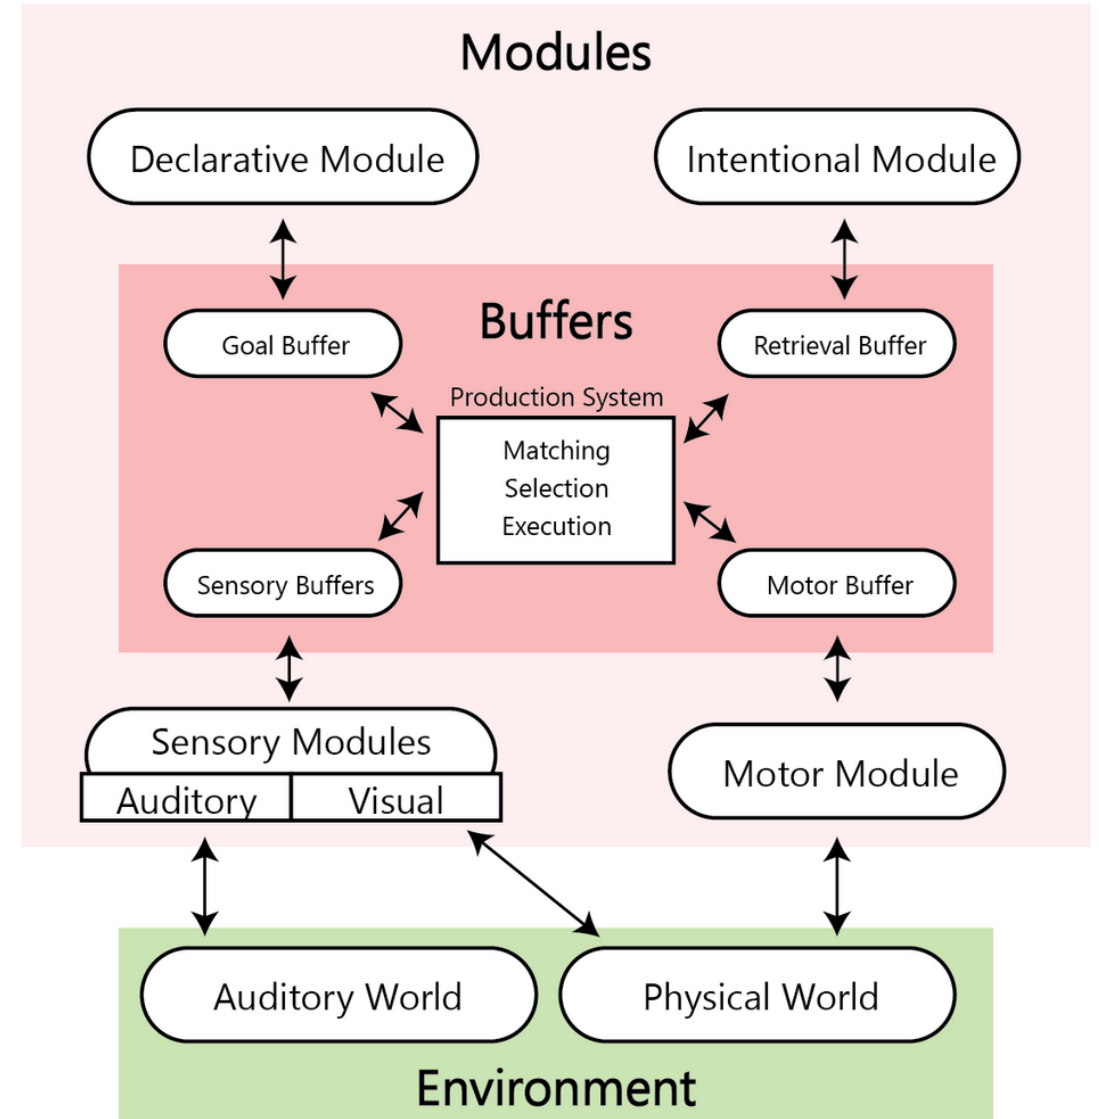 Modules
Declarative Module
Intentional Module
Buffers
Goal Buffer
Retrieval Buffer
Production System
Matching
Selection
Execution
Sensory Buffers
Motor Buffer
Sensory Modules
Auditory
Visual
Motor Module
Auditory World
Physical World
Environment